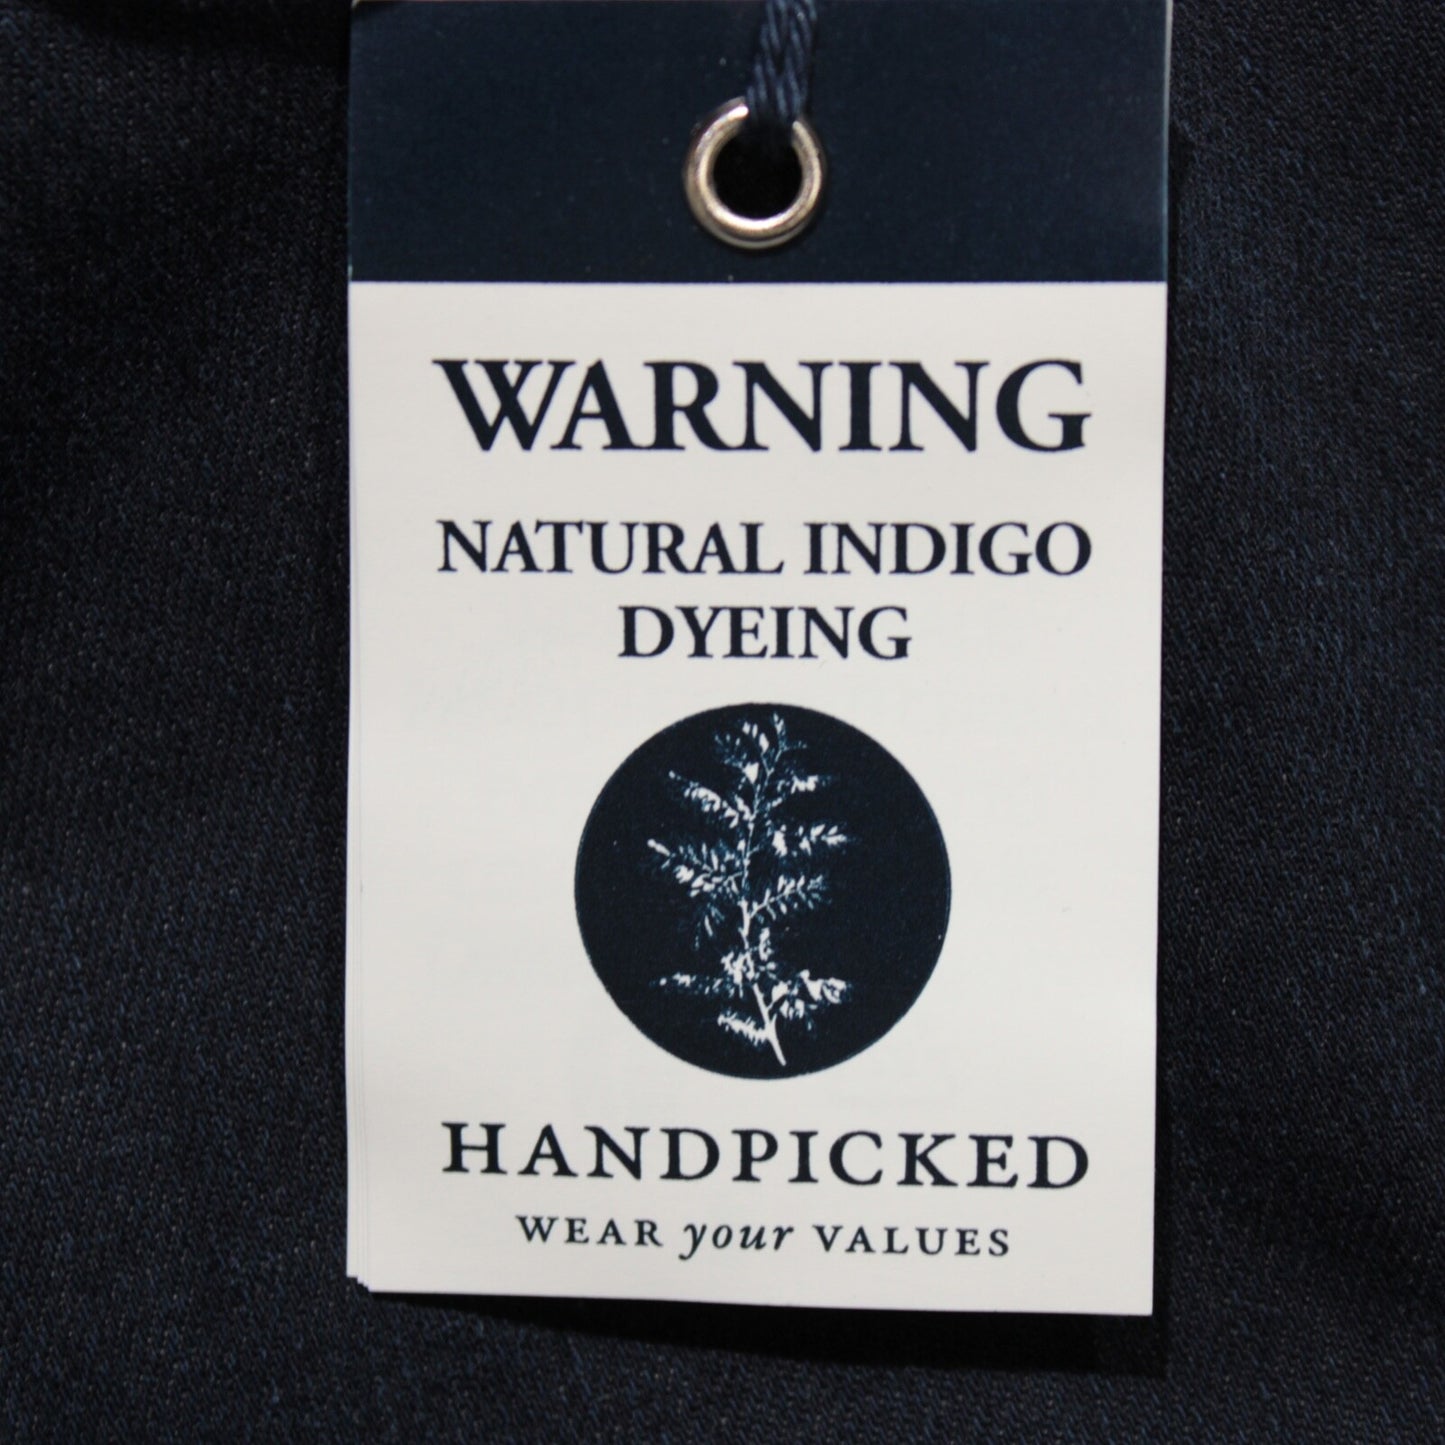 WARNING
NATURAL INDIGO
DYEING
HANDPICKED
WEAR your VALUES